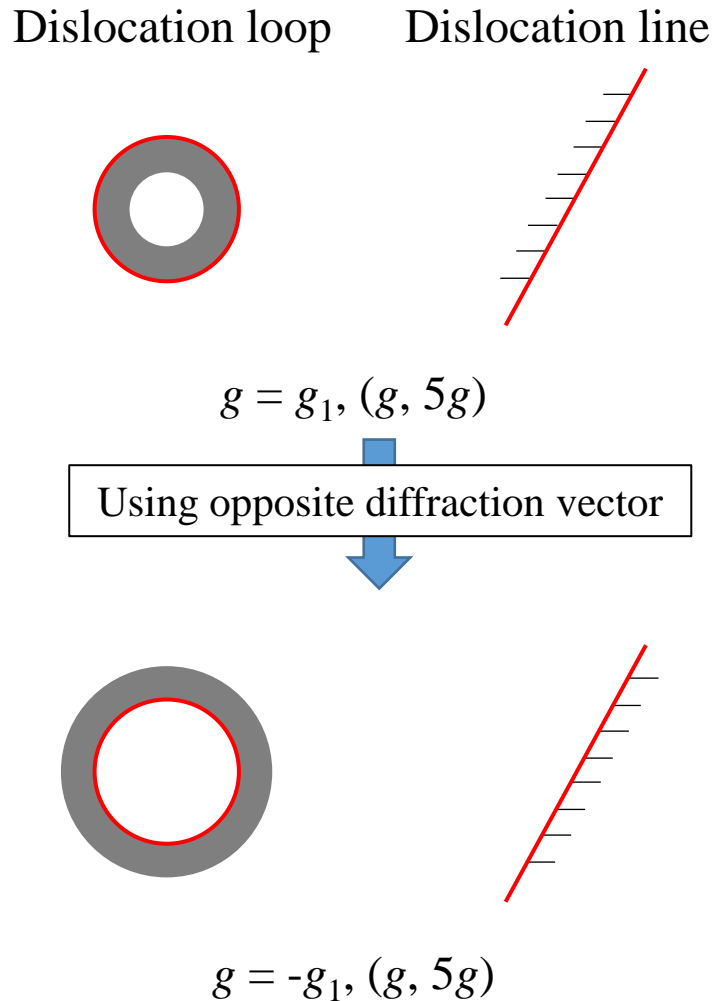 Dislocation loop Dislocation line
g = g₁, (g, 5g)
Using opposite diffraction vector
g = -g₁, (g, 5g)